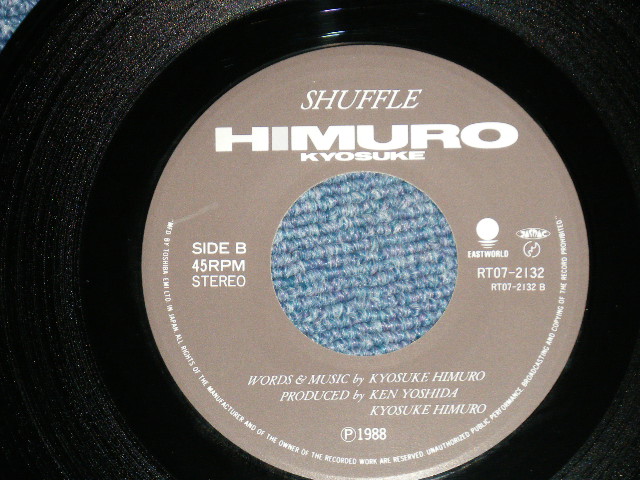 SHUFFLE
HIMURO
KYOSUKE
SIDE B
45RPM
STEREO
EASTWORLD
RT07-2132
RT07-2132 B
WORDS & MUSIC by KYOSUKE HIMURO
PRODUCED by KEN YOSHIDA
KYOSUKE HIMURO
Ⓟ1988
M'F'D BY TOSHIBA EMI LTD. IN JAPAN ALL RIGHTS OF THE MANUFACTURER AND OF THE OWNER OF THE RECORDED WORK ARE RESERVED. UNAUTHORIZED PUBLIC PERFORMANCE, BROADCASTING AND COPYING OF THE RECORD PROHIBITED.